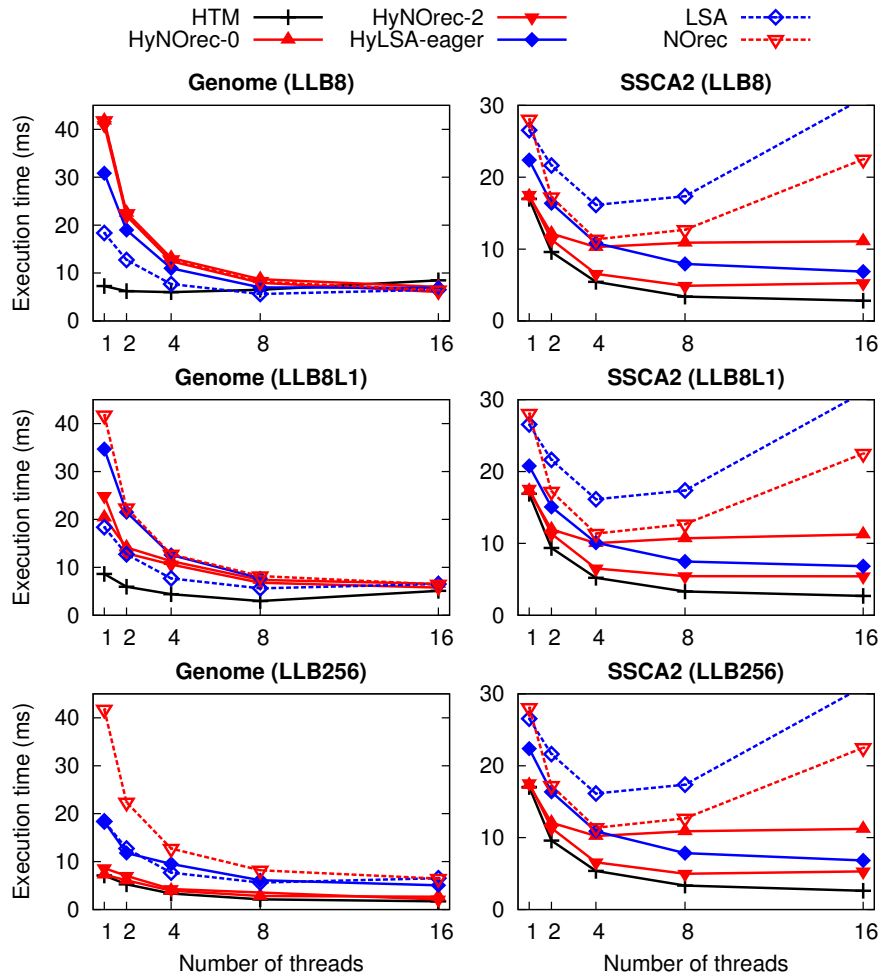 HTM HyNOrec-2 LSA
HyNOrec-0 HyLSA-eager NOrec
Genome (LLB8) SSCA2 (LLB8)
Execution time (ms)
40
30
20
10
0
1 2 4 8 16
30
20
10
0
1 2 4 8 16
Genome (LLB8L1) SSCA2 (LLB8L1)
Execution time (ms)
40
30
20
10
0
1 2 4 8 16
30
20
10
0
1 2 4 8 16
Genome (LLB256) SSCA2 (LLB256)
Execution time (ms)
40
30
20
10
0
1 2 4 8 16
30
20
10
0
1 2 4 8 16
Number of threads Number of threads